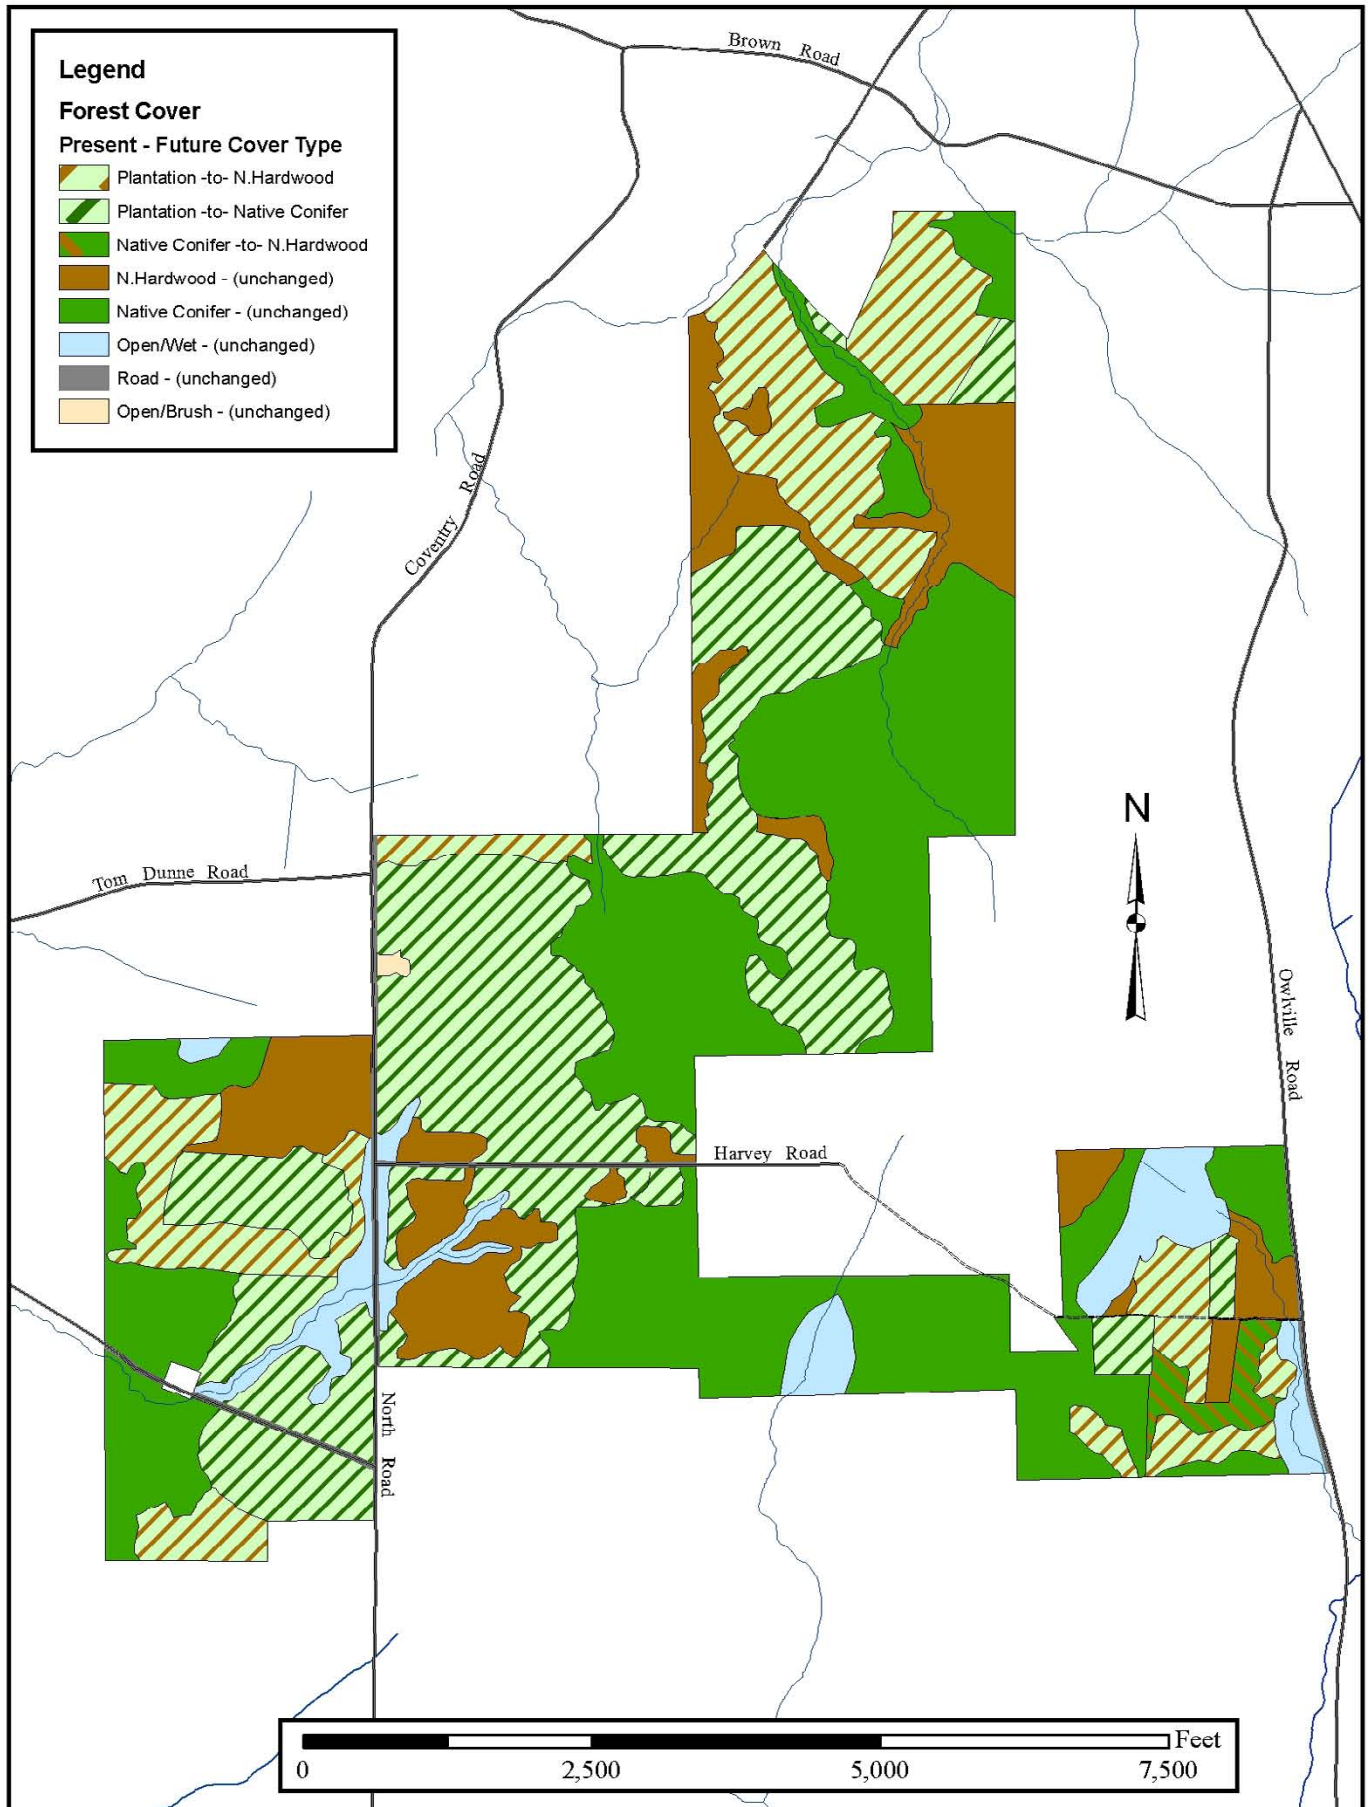 Legend
Forest Cover
Present - Future Cover Type
Plantation -to- N.Hardwood
Plantation -to- Native Conifer
Native Conifer -to- N.Hardwood
N.Hardwood - (unchanged)
Native Conifer - (unchanged)
Open/Wet - (unchanged)
Road - (unchanged)
Open/Brush - (unchanged)
Brown Road
Coventry Road
N
Tom Dunne Road
Owlville Road
Harvey Road
North Road
Feet
0 2,500 5,000 7,500